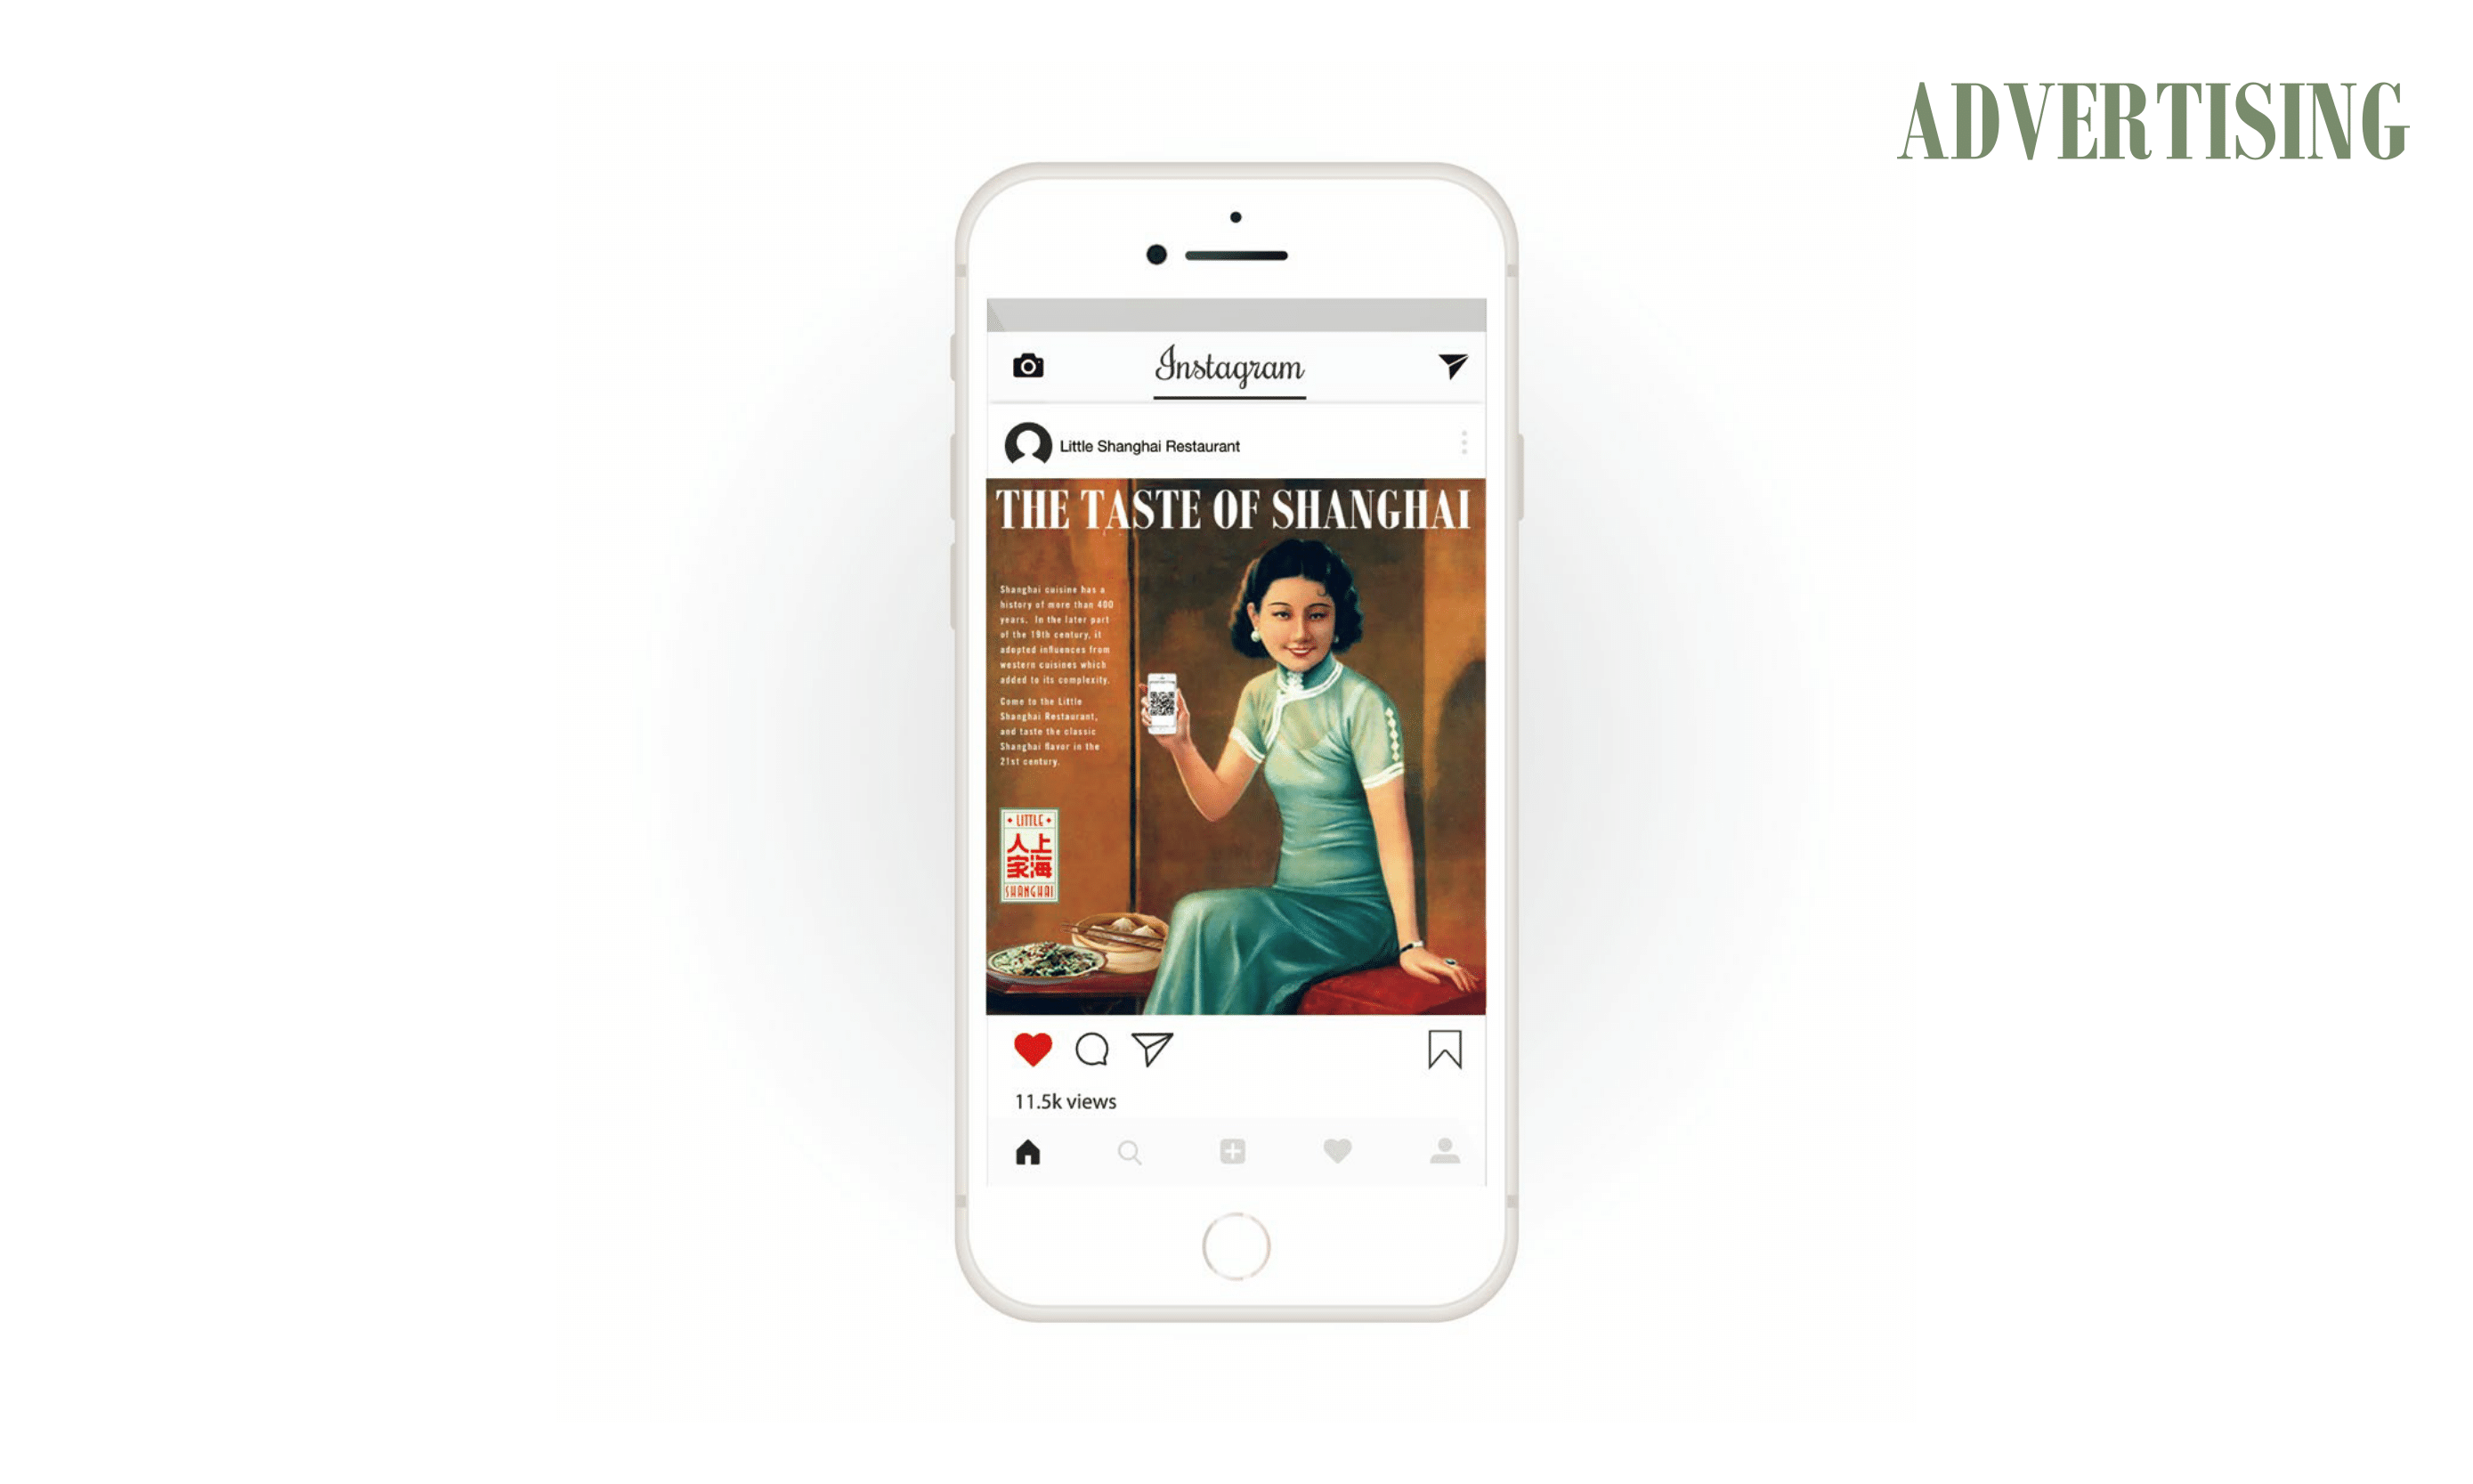 ADVERTISING
Instagram
Little Shanghai Restaurant
THE TASTE OF SHANGHAI
Shanghai cuisine has a
history of more than 400
years. In the later part
of the 19th century, it
adopted influences from
western cuisines which
added to its complexity.
Come to the Little
Shanghai Restaurant,
and taste the classic
Shanghai flavor in the
21st century.
LITTLE
人上
家海
SHANGHAI
11.5k views